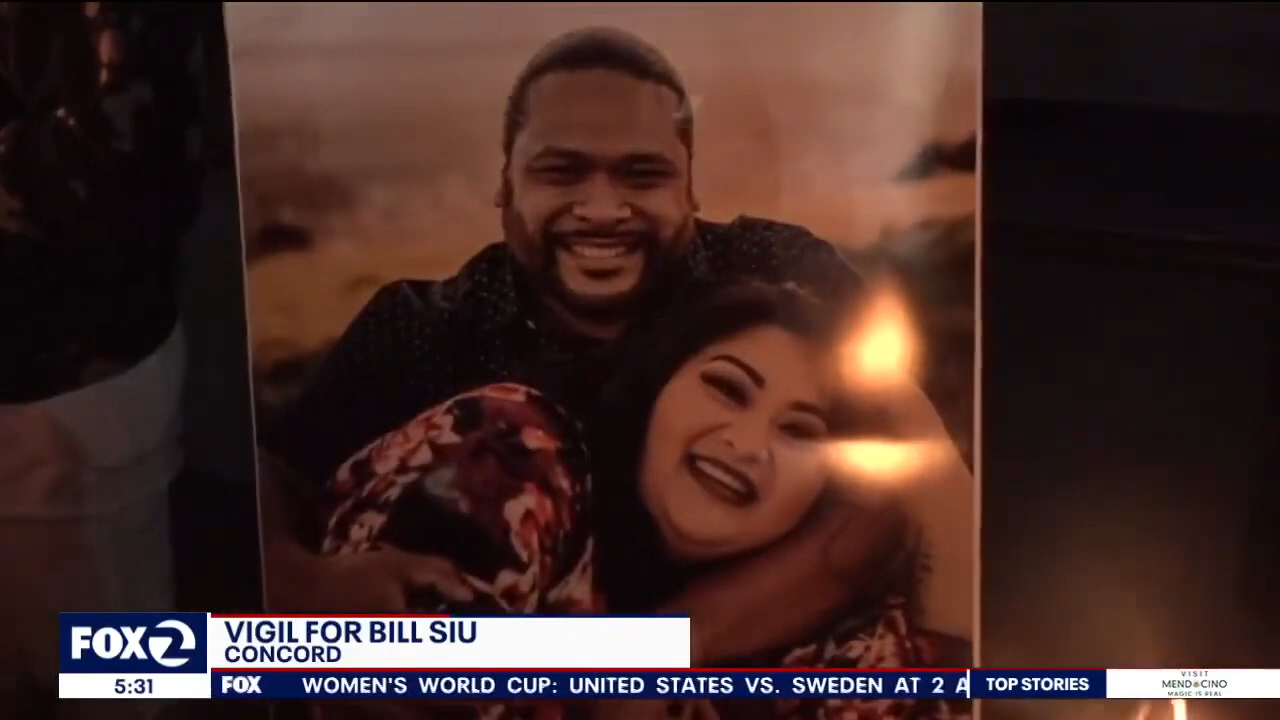 FOX 2
VIGIL FOR BILL SIU
CONCORD
5:31
FOX
WOMEN'S WORLD CUP: UNITED STATES VS. SWEDEN AT 2 A
TOP STORIES
VISIT
MENDOCINO
MAGIC IS REAL